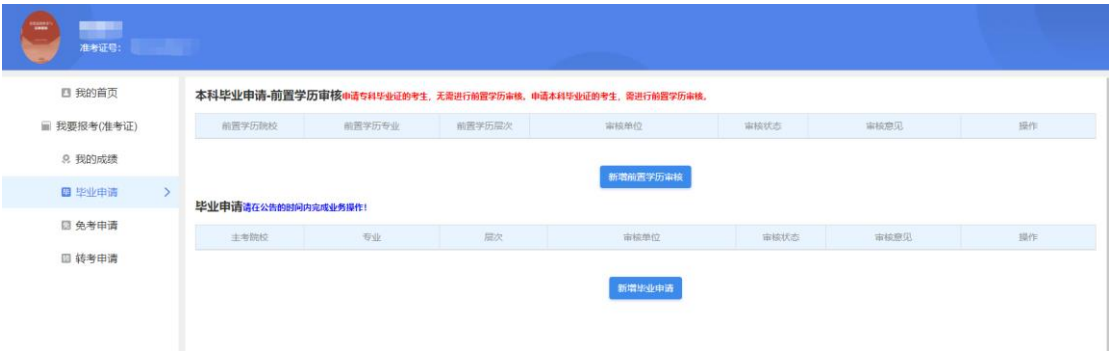 准考证号:
我的首页
我要报考(准考证)
我的成绩
毕业申请
免考申请
转考申请
本科毕业申请-前置学历审核申请专科毕业证的考生，无需进行前置学历审核。申请本科毕业证的考生，需进行前置学历审核。
前置学历院校 前置学历专业 前置学历层次 审核单位 审核状态 审核意见 操作
新增前置学历审核
毕业申请请在公告的时间内完成业务操作!
主考院校 专业 层次 审核单位 审核状态 审核意见 操作
新增毕业申请